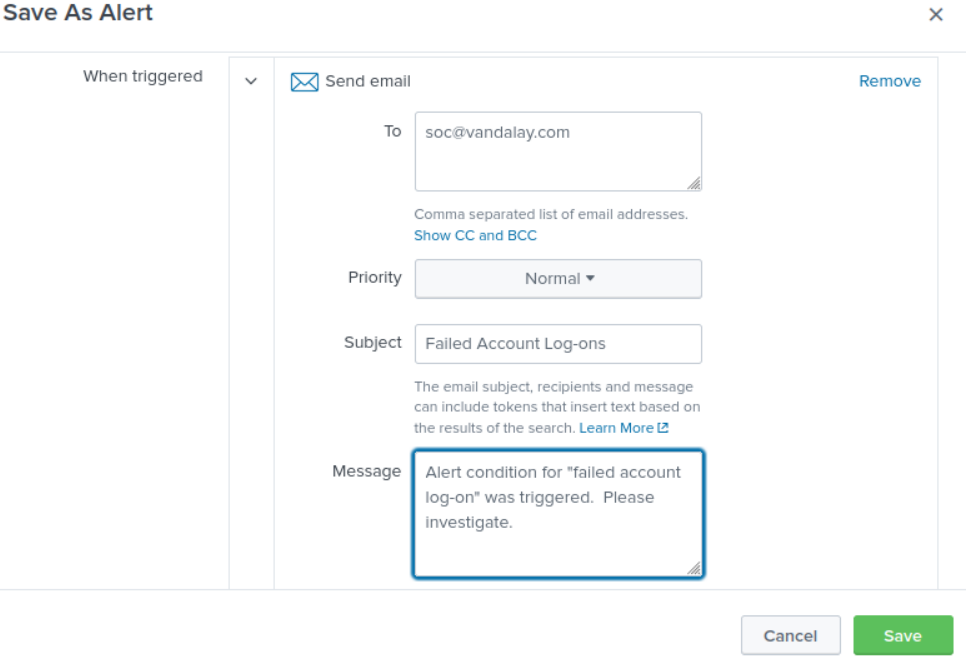 Save As Alert
When triggered
Send email
Remove
To
soc@vandalay.com
Comma separated list of email addresses.
Show CC and BCC
Priority
Normal
Subject
Failed Account Log-ons
The email subject, recipients and message
can include tokens that insert text based on
the results of the search. Learn More
Message
Alert condition for "failed account
log-on" was triggered.  Please
investigate.
Cancel
Save